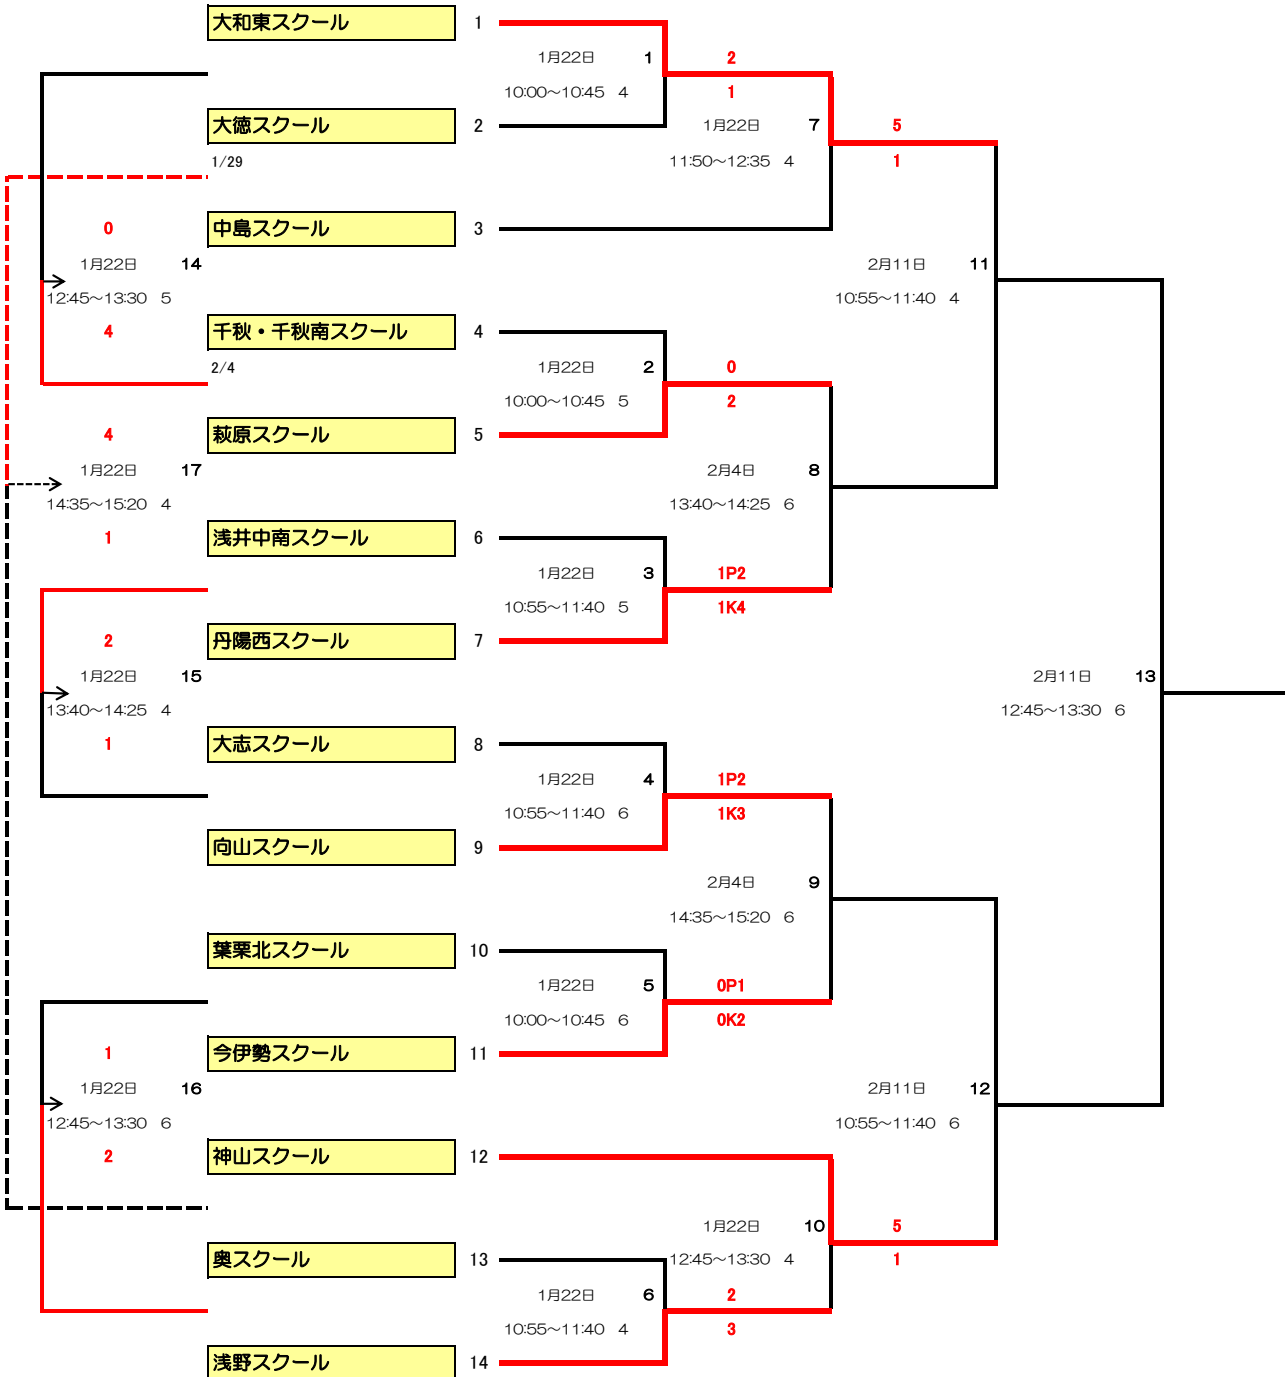 大和東スクール 1
1月22日 1 2
10:00～10:45 4 1
大徳スクール 2 1月22日 7 5
1/29 11:50～12:35 4 1
0 中島スクール 3
1月22日 14 2月11日 11
12:45～13:30 5 10:55～11:40 4
4 千秋・千秋南スクール 4
2/4 1月22日 2 0
10:00～10:45 5 2
4 萩原スクール 5
1月22日 17 2月4日 8
14:35～15:20 4 13:40～14:25 6
1 浅井中南スクール 6
1月22日 3 1P2
10:55～11:40 5 1K4
2 丹陽西スクール 7
1月22日 15 2月11日 13
13:40～14:25 4 12:45～13:30 6
1 大志スクール 8
1月22日 4 1P2
10:55～11:40 6 1K3
向山スクール 9
2月4日 9
14:35～15:20 6
葉栗北スクール 10
1月22日 5 0P1
10:00～10:45 6 0K2
1 今伊勢スクール 11
1月22日 16 2月11日 12
12:45～13:30 6 10:55～11:40 6
2 神山スクール 12
1月22日 10 5
奥スクール 13 12:45～13:30 4 1
1月22日 6 2
10:55～11:40 4 3
浅野スクール 14